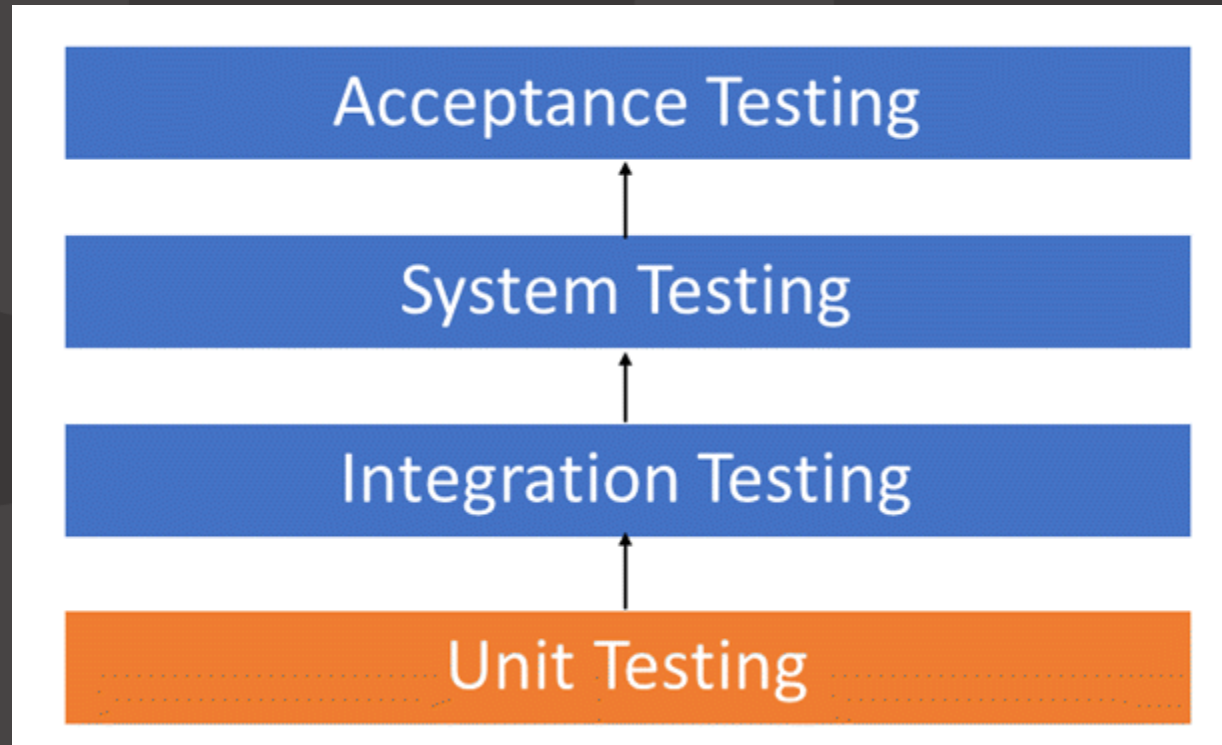 Acceptance Testing
System Testing
Integration Testing
Unit Testing